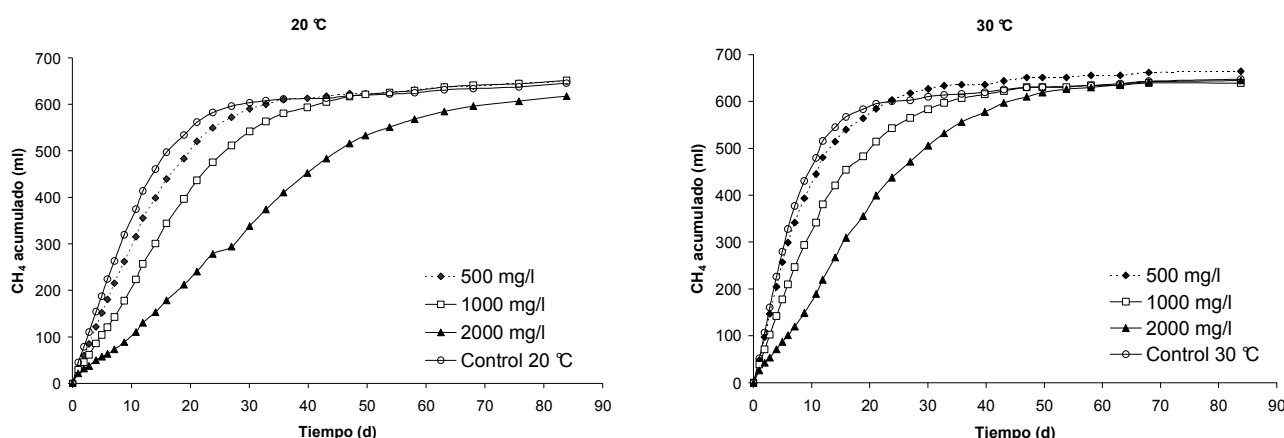 20 °C
700
600
500
400
300
200
100
0
CH₄ acumulado (ml)
0 10 20 30 40 50 60 70 80 90
Tiempo (d)
500 mg/l
1000 mg/l
2000 mg/l
Control 20 °C
30 °C
700
600
500
400
300
200
100
0
CH₄ acumulado (ml)
0 10 20 30 40 50 60 70 80 90
Tiempo (d)
500 mg/l
1000 mg/l
2000 mg/l
Control 30 °C